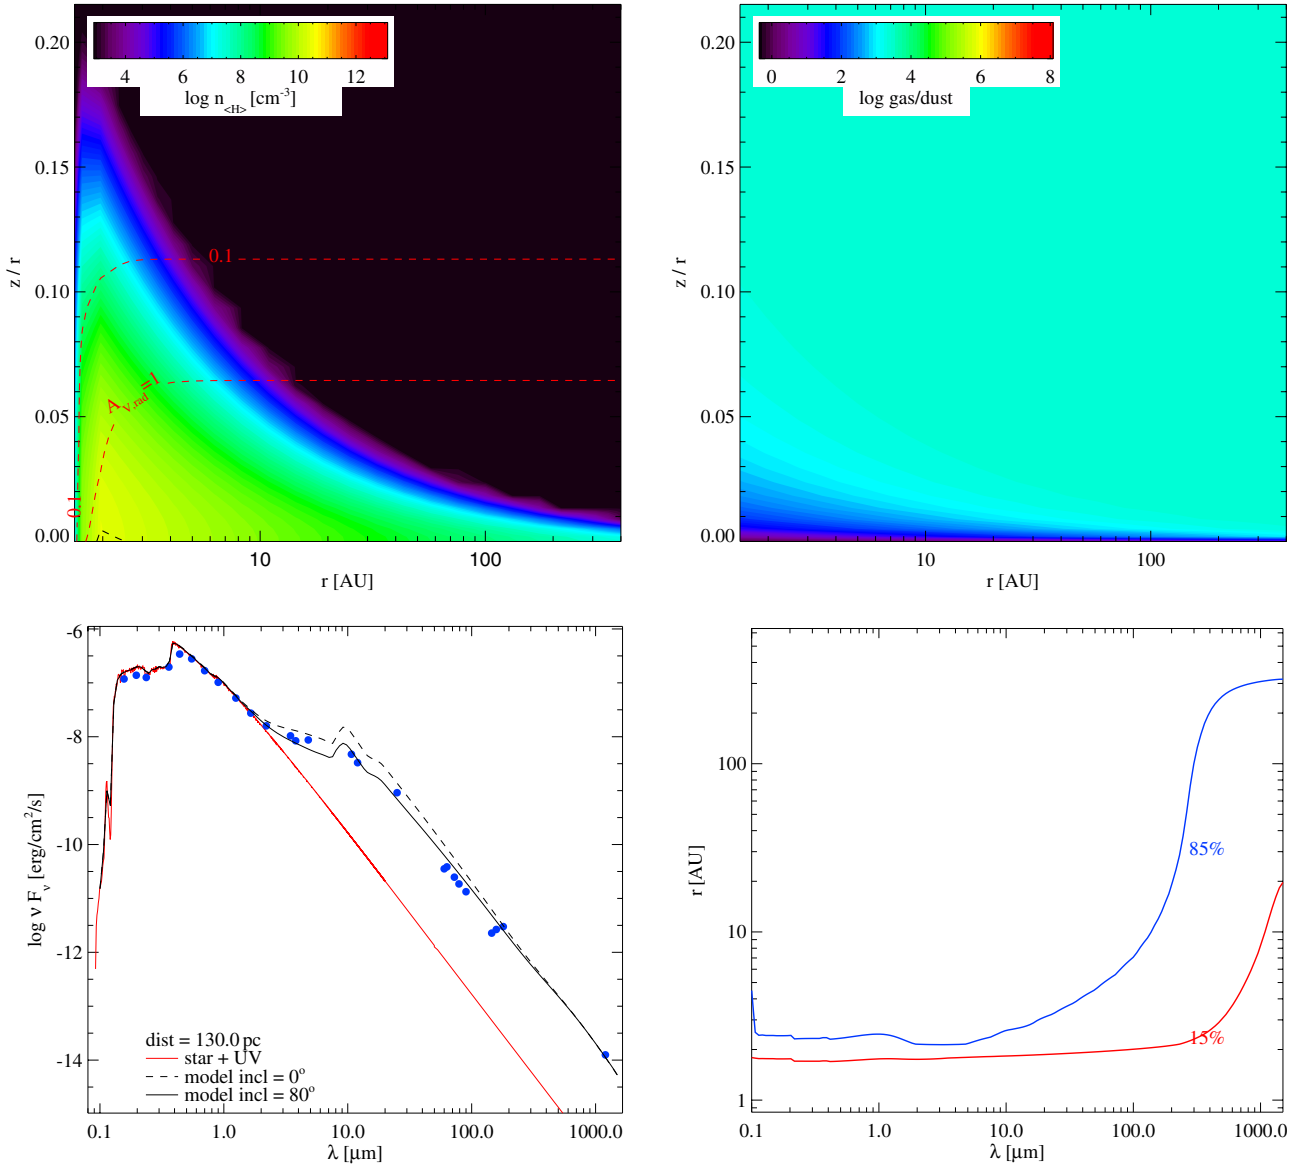 0.20
0.15
0.10
0.05
0.00
z / r
4 6 8 10 12
log n<H> [cm-3]
0.1
AV,rad=1
0.1
10 100
r [AU]
0.20
0.15
0.10
0.05
0.00
z / r
0 2 4 6 8
log gas/dust
10 100
r [AU]
-6
-8
-10
-12
-14
log ν Fν [erg/cm2/s]
dist = 130.0 pc
star + UV
model incl = 0o
model incl = 80o
0.1 1.0 10.0 100.0 1000.0
λ [μm]
100
10
1
r [AU]
85%
15%
0.1 1.0 10.0 100.0 1000.0
λ [μm]